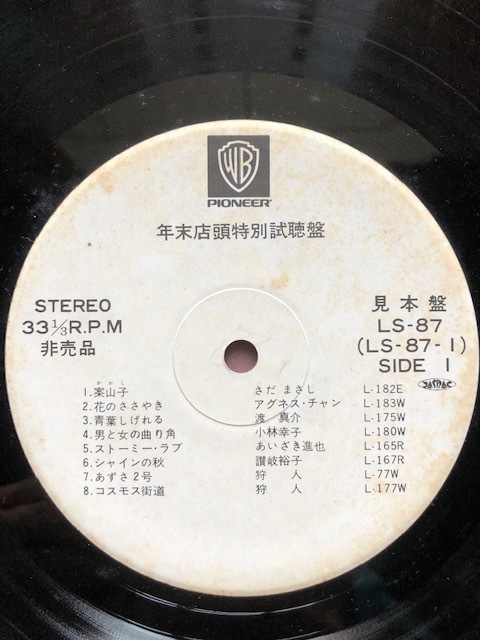 WB
PIONEER
年末店頭特別試聴盤
STEREO
33⅓R.P.M
非売品
見本盤
LS-87
(LS-87-1)
SIDE 1
JASRAC
かかし
1.案山子 さだ まさし L-182E
2.花のささやき アグネス・チャン L-183W
3.青葉しげれる 渡 真介 L-175W
4.男と女の曲り角 小林幸子 L-180W
5.ストーミー・ラブ あいざき進也 L-165R
6.シャインの秋 讃岐裕子 L-167R
7.あずさ2号 狩人 L-77W
8.コスモス街道 狩人 L-177W